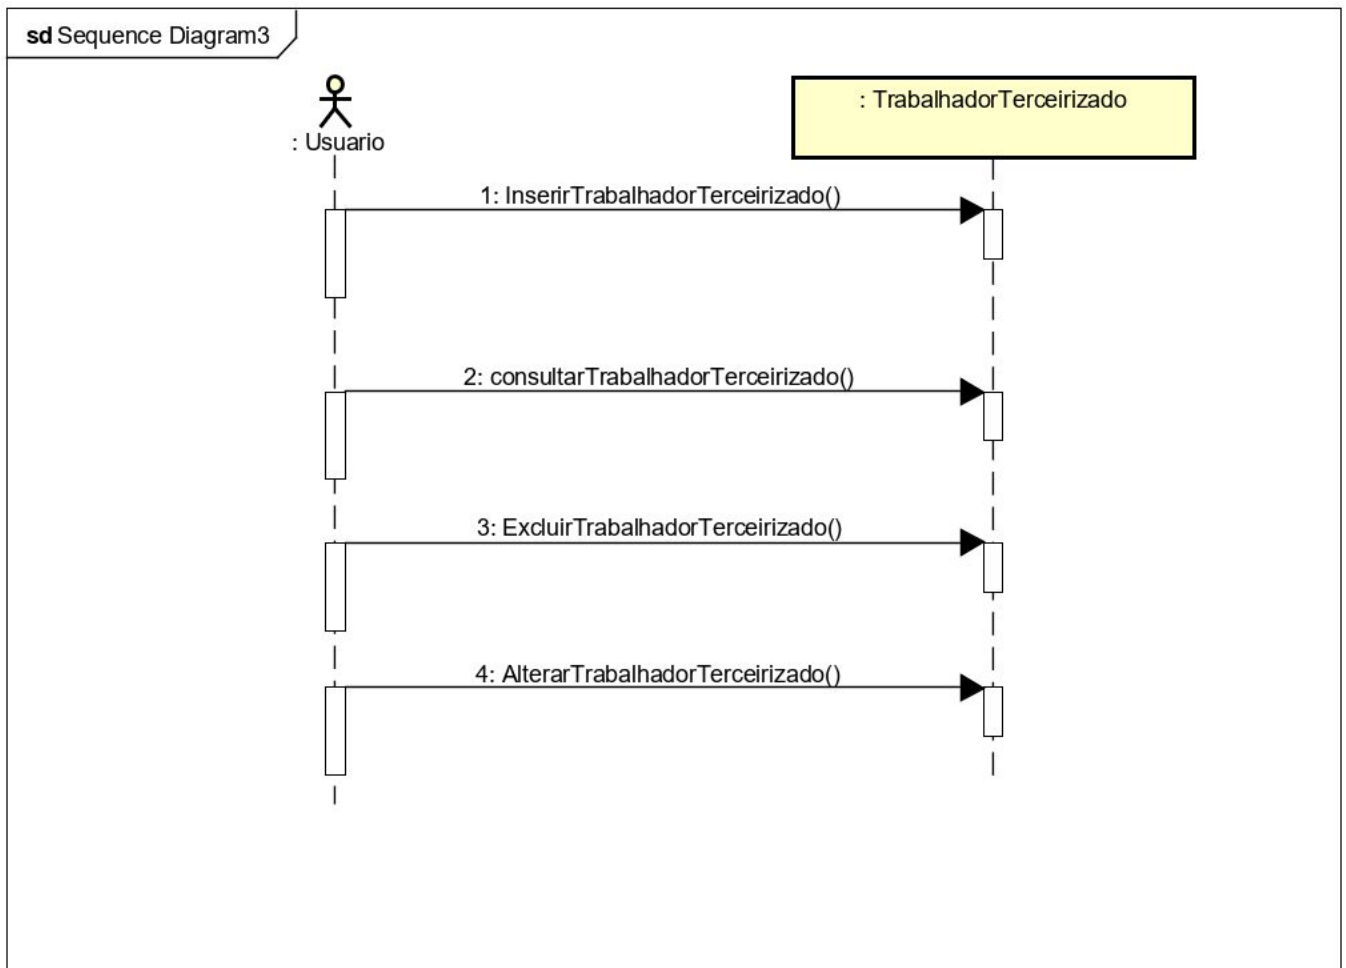 sd Sequence Diagram3
: Usuario
: TrabalhadorTerceirizado
1: InserirTrabalhadorTerceirizado()
2: consultarTrabalhadorTerceirizado()
3: ExcluirTrabalhadorTerceirizado()
4: AlterarTrabalhadorTerceirizado()